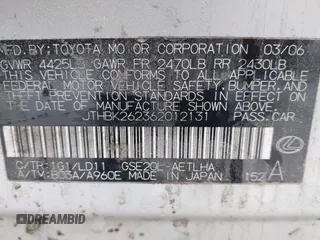 MFD. BY: TOYOTA MOTOR CORPORATION 03/06
GVWR 4425LB GAWR FR 2470LB RR 2430LB
THIS VEHICLE CONFORMS TO ALL APPLICABLE
FEDERAL MOTOR VEHICLE SAFETY, BUMPER, AND
THEFT PREVENTION STANDARDS IN EFFECT ON
THE DATE OF MANUFACTURE SHOWN ABOVE.
JTHBK262362012131 PASS.CAR
C/TR: 1G1/LD11 GSE20L-AETLHA
A/TM: B03A/A960E MADE IN JAPAN 152 A